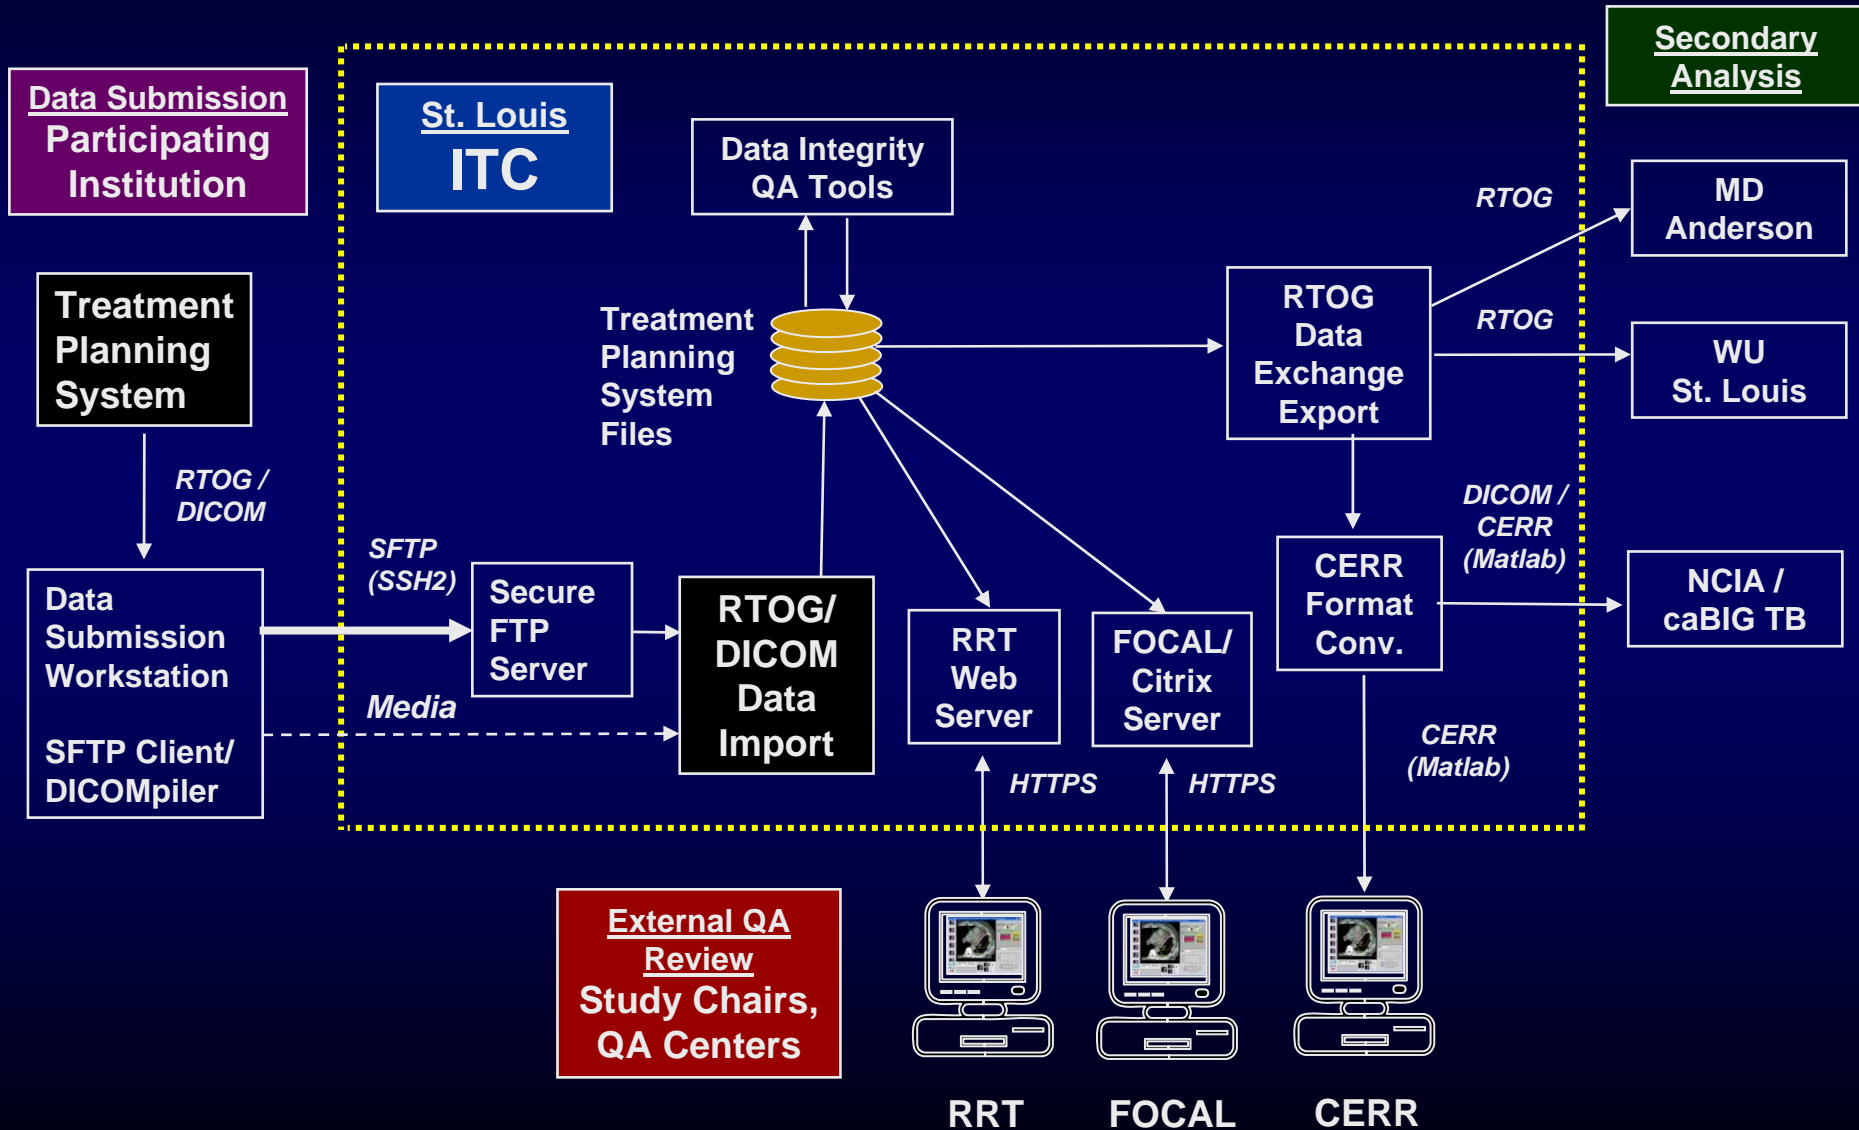 Data Submission
Participating
Institution
Treatment
Planning
System
RTOG /
DICOM
Data
Submission
Workstation
SFTP Client/
DICOMpiler
St. Louis
ITC
SFTP
(SSH2)
Media
Secure
FTP
Server
RTOG/
DICOM
Data
Import
Data Integrity
QA Tools
Treatment
Planning
System
Files
RRT
Web
Server
HTTPS
FOCAL/
Citrix
Server
HTTPS
RTOG
Data
Exchange
Export
CERR
Format
Conv.
CERR
(Matlab)
Secondary
Analysis
RTOG
MD
Anderson
RTOG
WU
St. Louis
DICOM /
CERR
(Matlab)
NCIA /
caBIG TB
External QA
Review
Study Chairs,
QA Centers
RRT
FOCAL
CERR